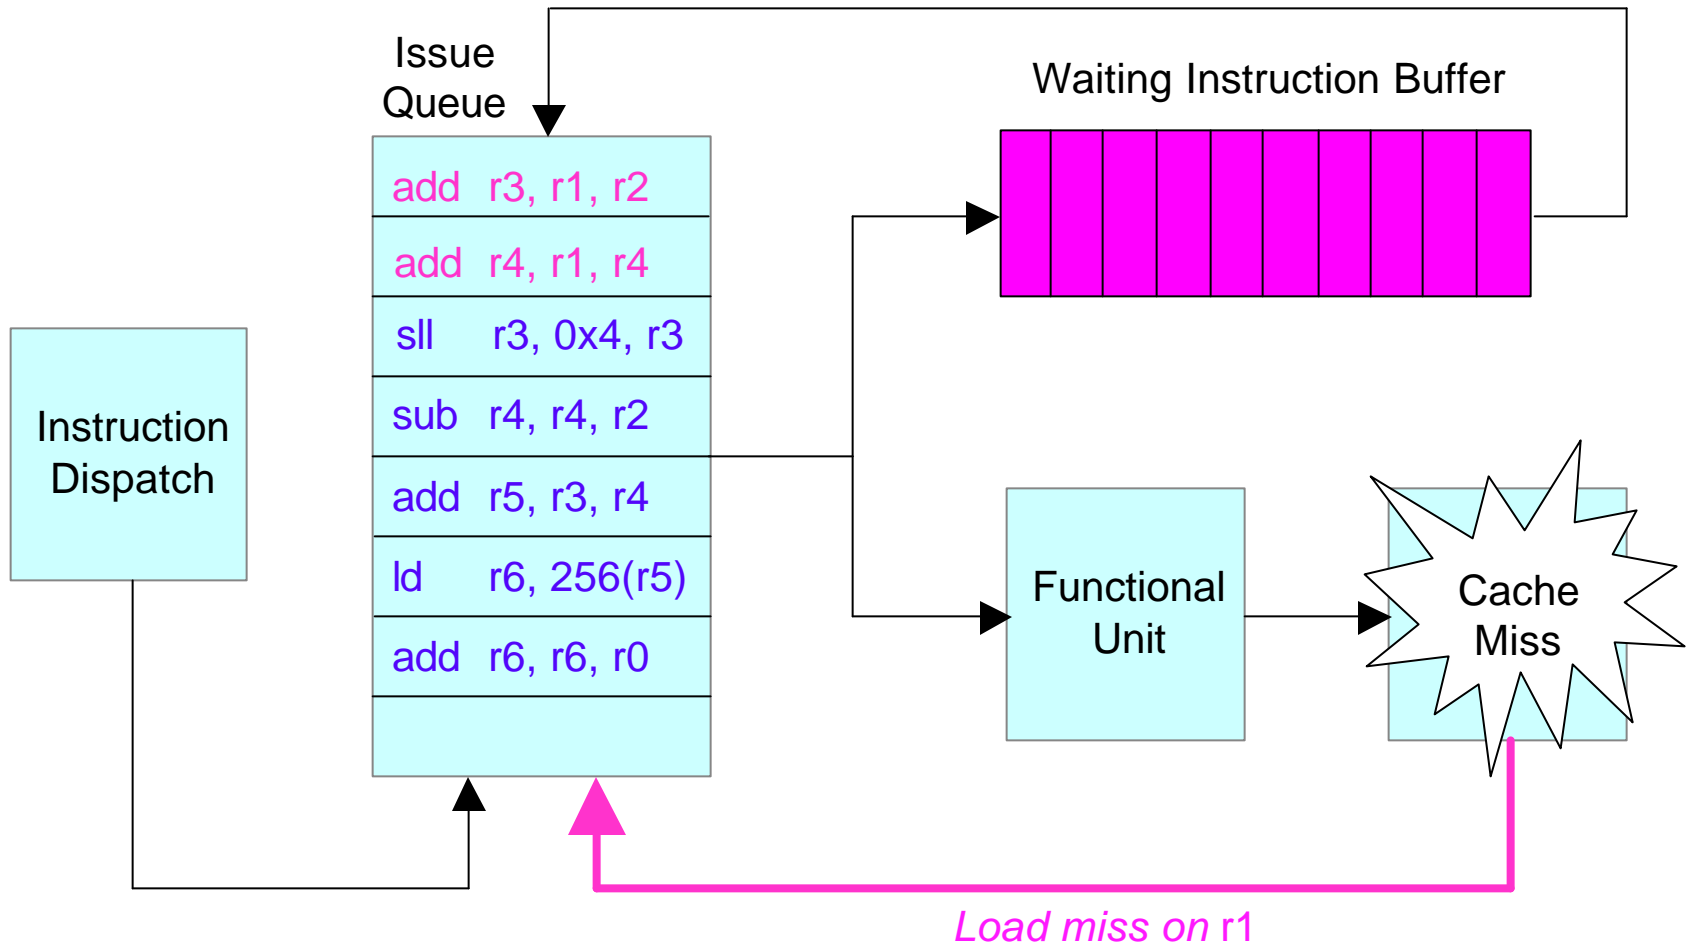 Issue
Queue
Waiting Instruction Buffer
add r3, r1, r2
add r4, r1, r4
sll r3, 0x4, r3
sub r4, r4, r2
add r5, r3, r4
ld r6, 256(r5)
add r6, r6, r0
Instruction
Dispatch
Functional
Unit
Cache
Miss
Load miss on r1